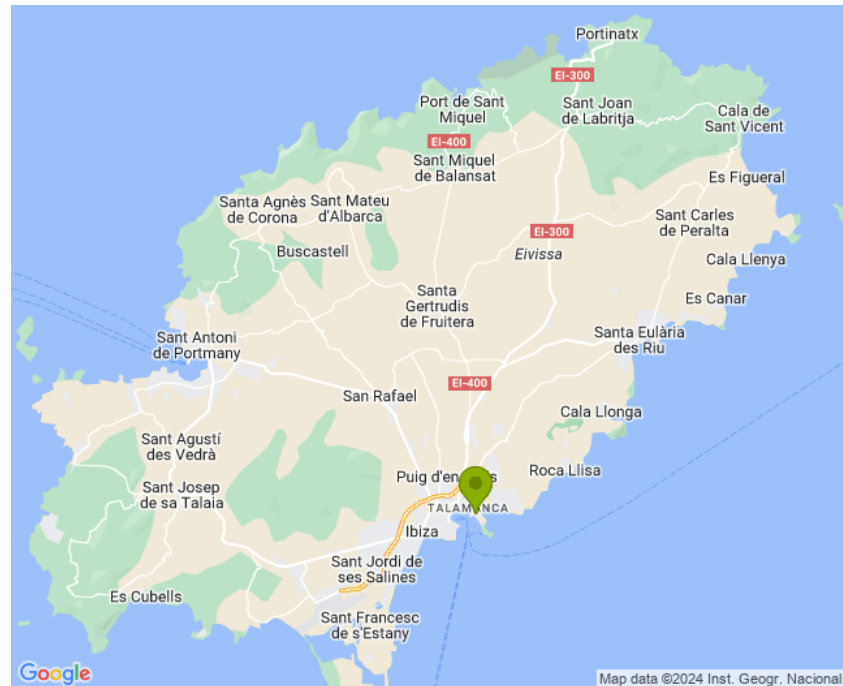 Portinatx
EI-300
Port de Sant
Miquel
Sant Joan
de Labritja
Cala de
Sant Vicent
EI-400
Sant Miquel
de Balansat
Es Figueral
Santa Agnès
de Corona
Sant Mateu
d'Albarca
Sant Carles
de Peralta
EI-300
Buscastell
Eivissa
Cala Llenya
Santa
Gertrudis
de Fruitera
Es Canar
Sant Antoni
de Portmany
Santa Eulària
des Riu
EI-400
San Rafael
Cala Llonga
Sant Agustí
des Vedrà
Roca Llisa
Puig d'en
Sant Josep
de sa Talaia
TALAMANCA
Ibiza
Sant Jordi de
ses Salines
Es Cubells
Sant Francesc
de s'Estany
Google
Map data ©2024 Inst. Geogr. Nacional